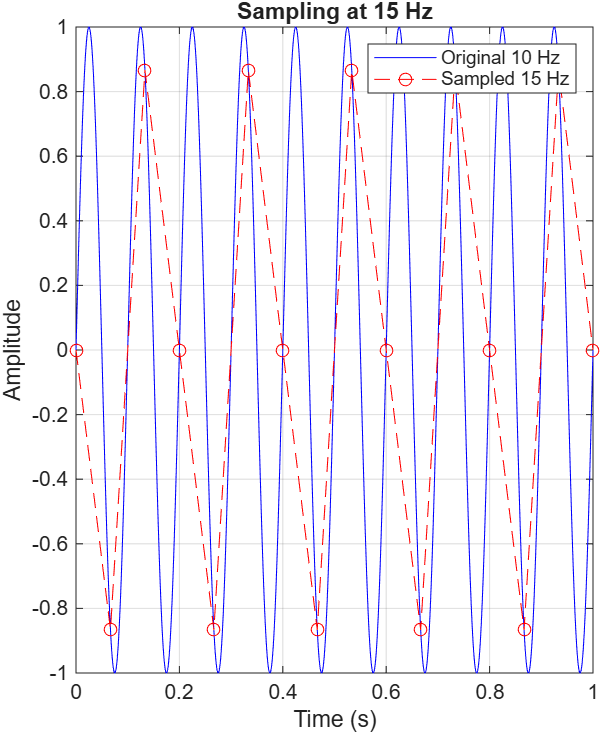 Sampling at 15 Hz
Original 10 Hz
Sampled 15 Hz
1
0.8
0.6
0.4
0.2
0
-0.2
-0.4
-0.6
-0.8
-1
Amplitude
0 0.2 0.4 0.6 0.8 1
Time (s)